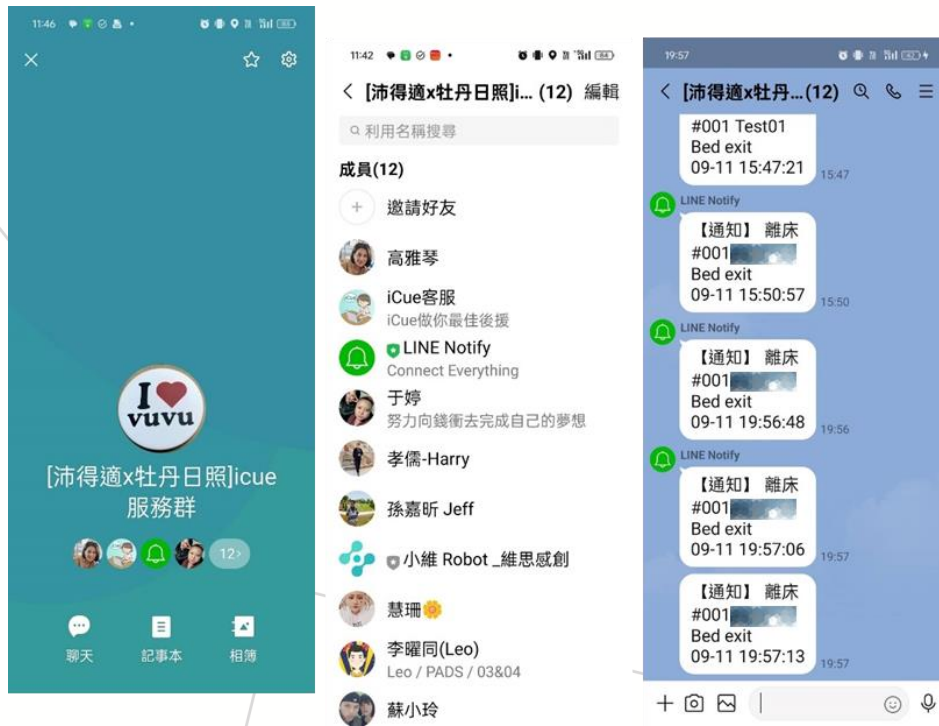 11:46
I
vuvu
[沛得適x牡丹日照]icue
服務群
12
聊天
記事本
相簿
11:42
84
[沛得適x牡丹日照]i... (12) 編輯
利用名稱搜尋
成員(12)
邀請好友
高雅琴
iCue客服
iCue做你最佳後援
LINE Notify
Connect Everything
于婷
努力向錢衝去完成自己的夢想
孝儒-Harry
孫嘉昕 Jeff
小維 Robot _維思感創
慧珊
李曜同(Leo)
Leo / PADS / 03&04
蘇小玲
19:57
62
[沛得適x牡丹...(12)
#001 Test01
Bed exit
09-11 15:47:21
15:47
LINE Notify
【通知】 離床
#001
Bed exit
09-11 15:50:57
15:50
LINE Notify
【通知】 離床
#001
Bed exit
09-11 19:56:48
19:56
LINE Notify
【通知】 離床
#001
Bed exit
09-11 19:57:06
19:57
【通知】 離床
#001
Bed exit
09-11 19:57:13
19:57